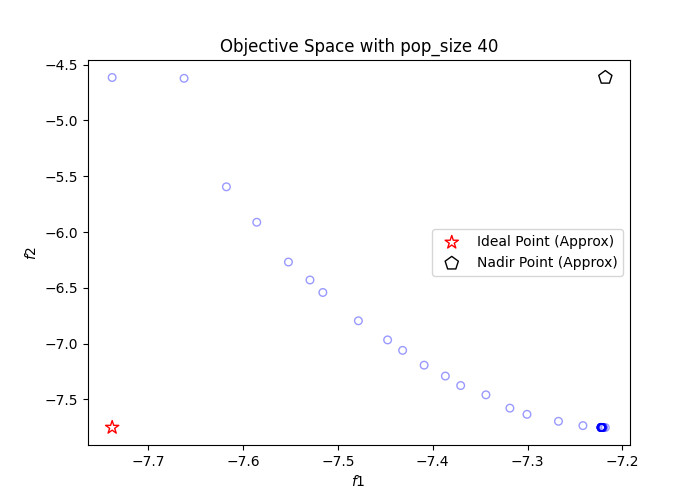 Objective Space with pop_size 40
−4.5
−5.0
−5.5
−6.0
−6.5
−7.0
−7.5
f2
Ideal Point (Approx)
Nadir Point (Approx)
−7.7
−7.6
−7.5
−7.4
−7.3
−7.2
f1